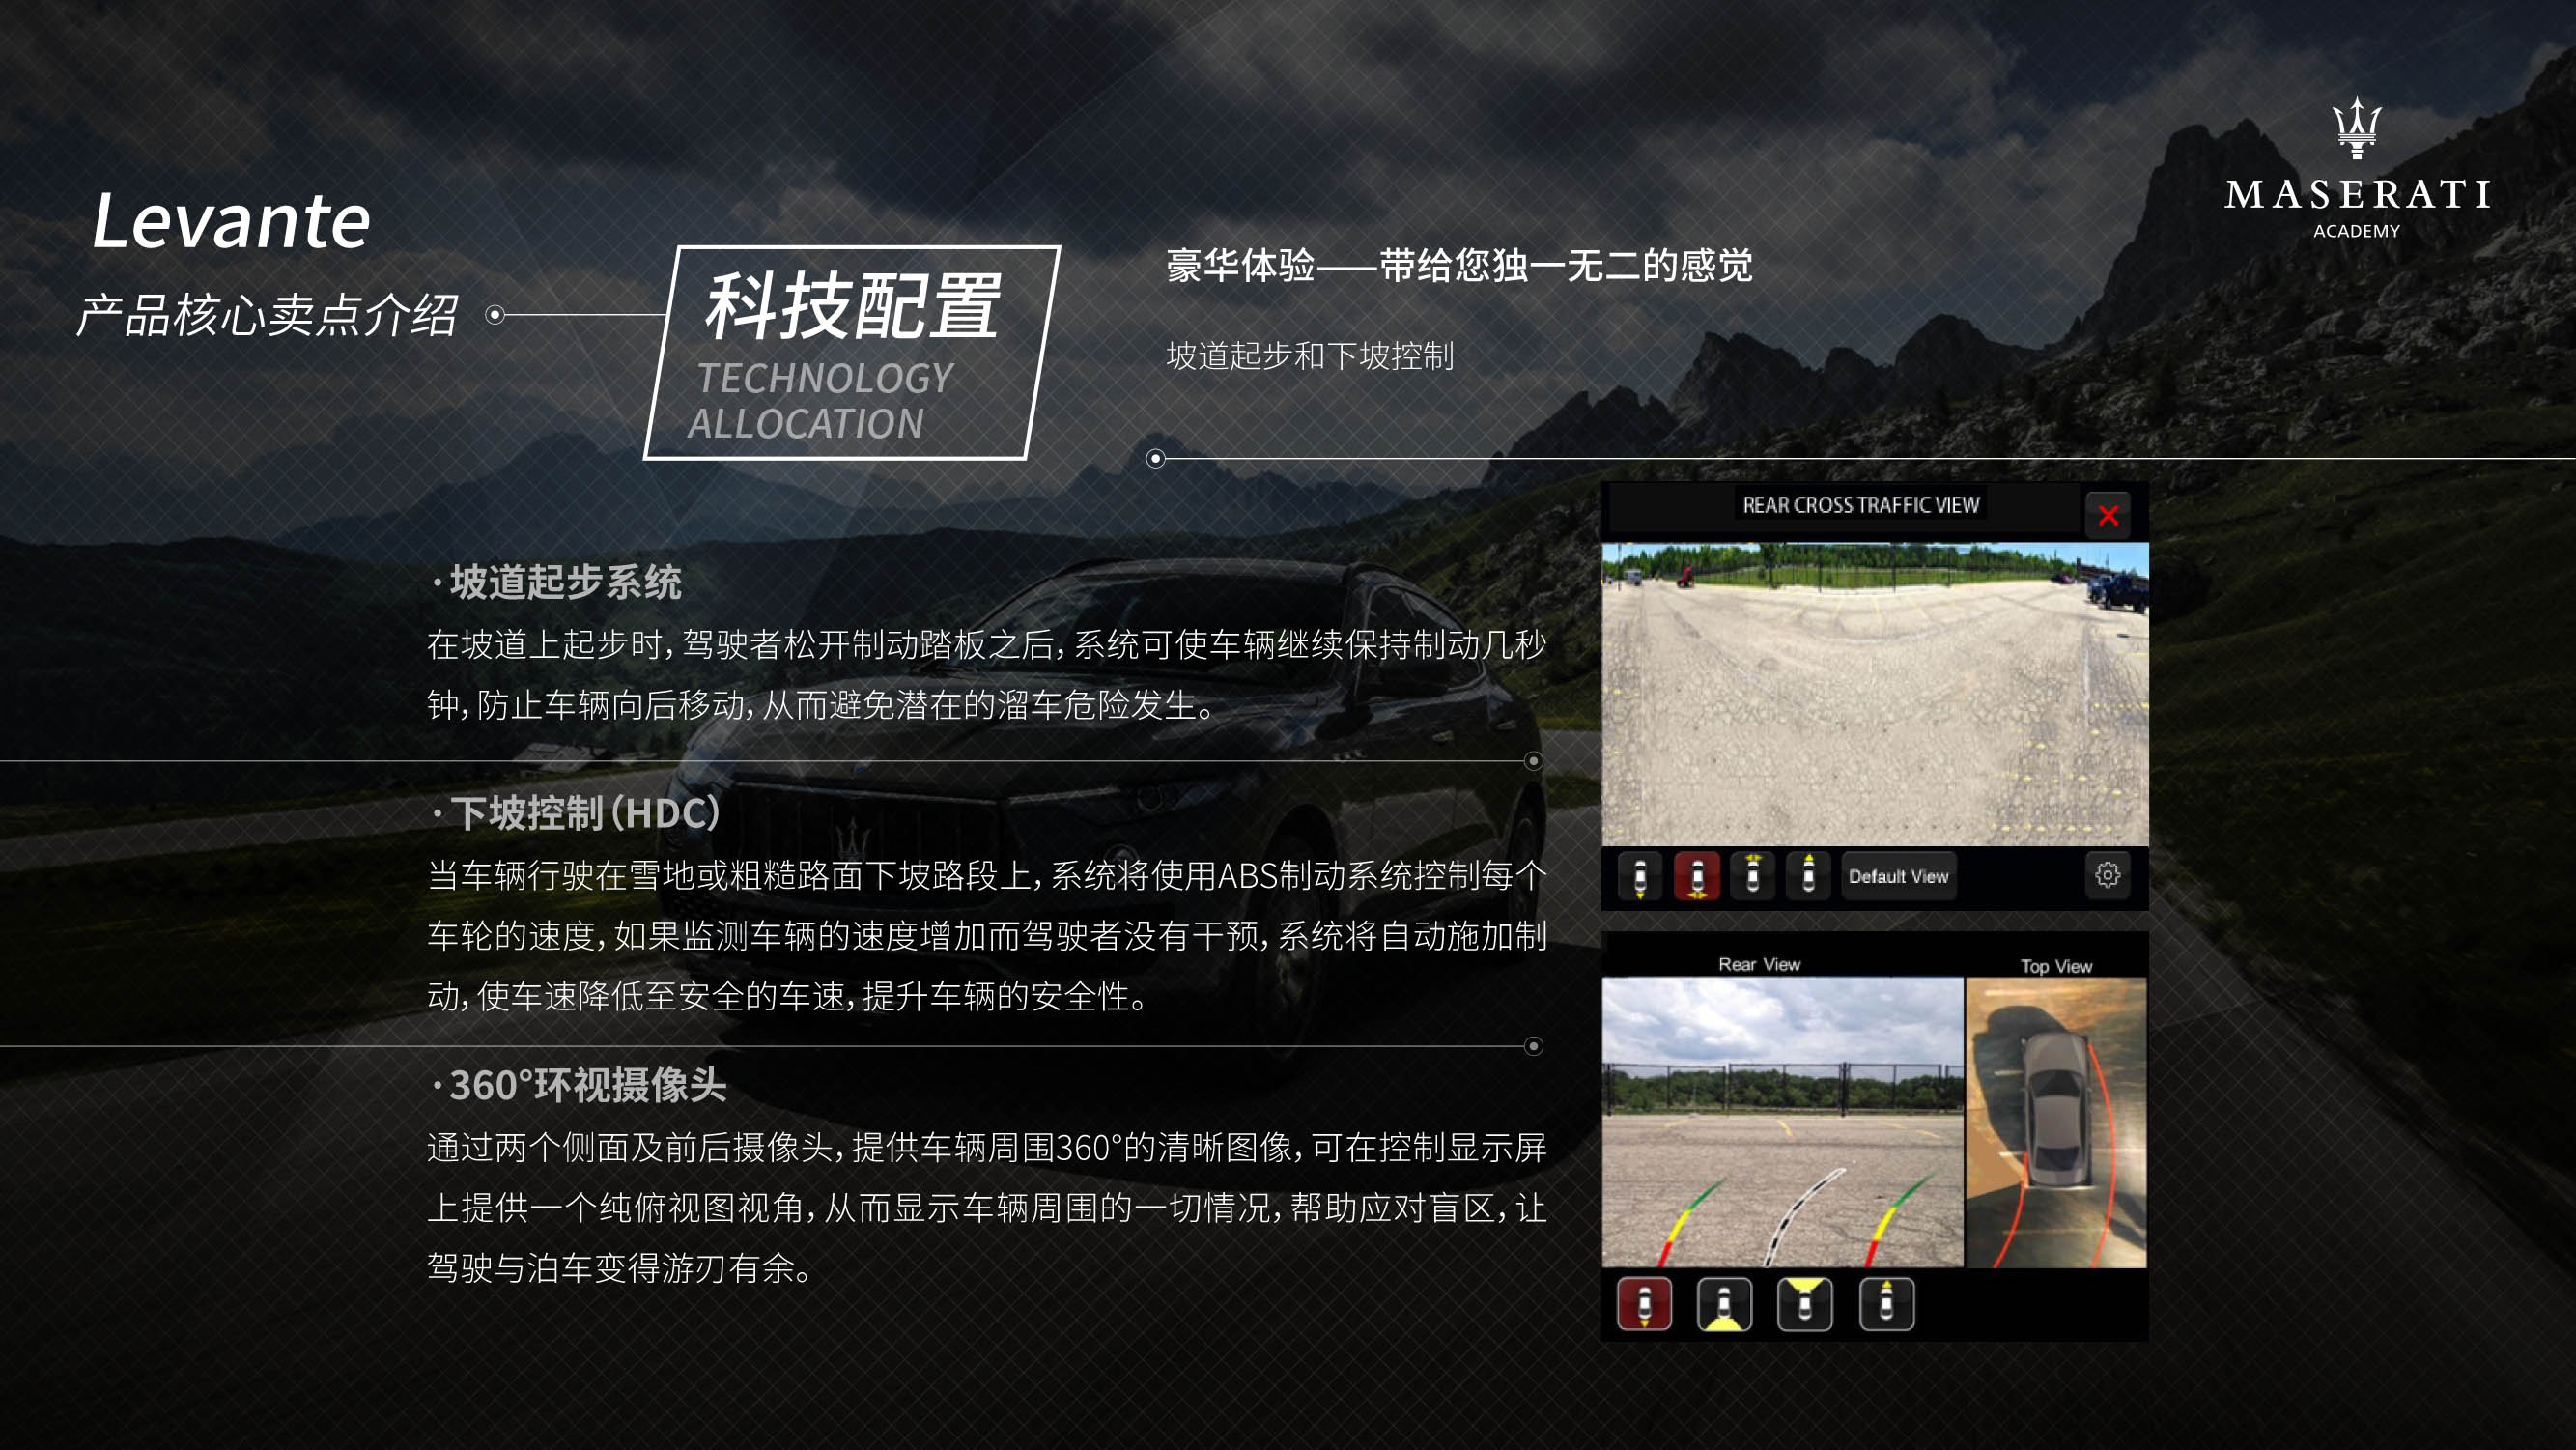 Levante
产品核心卖点介绍
科技配置
TECHNOLOGY
ALLOCATION
豪华体验——带给您独一无二的感觉
坡道起步和下坡控制
MASERATI
ACADEMY
·坡道起步系统
在坡道上起步时,驾驶者松开制动踏板之后,系统可使车辆继续保持制动几秒
钟,防止车辆向后移动,从而避免潜在的溜车危险发生。
·下坡控制(HDC)
当车辆行驶在雪地或粗糙路面下坡路段上,系统将使用ABS制动系统控制每个
车轮的速度,如果监测车辆的速度增加而驾驶者没有干预,系统将自动施加制
动,使车速降低至安全的车速,提升车辆的安全性。
·360°环视摄像头
通过两个侧面及前后摄像头,提供车辆周围360°的清晰图像,可在控制显示屏
上提供一个纯俯视图视角,从而显示车辆周围的一切情况,帮助应对盲区,让
驾驶与泊车变得游刃有余。
REAR CROSS TRAFFIC VIEW
Default View
Rear View
Top View